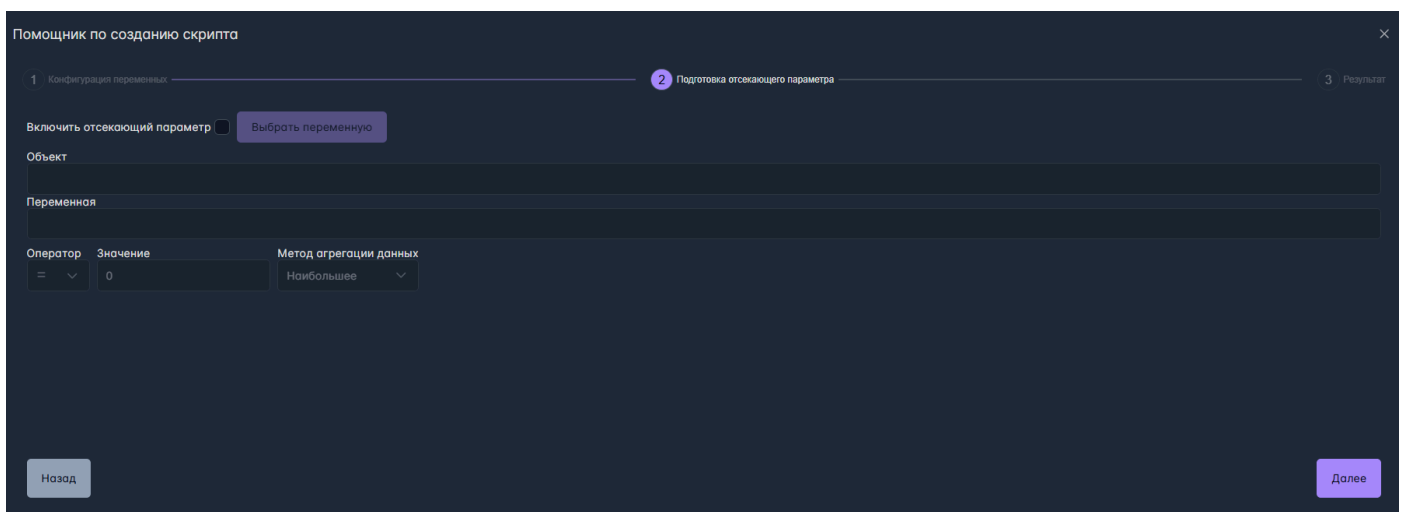 Помощник по созданию скрипта
1 Конфигурация переменных 2 Подготовка отсекающего параметра 3 Результат
Включить отсекающий параметр Выбрать переменную
Объект
Переменная
Оператор Значение Метод агрегации данных
= 0 Наибольшее
Назад Далее